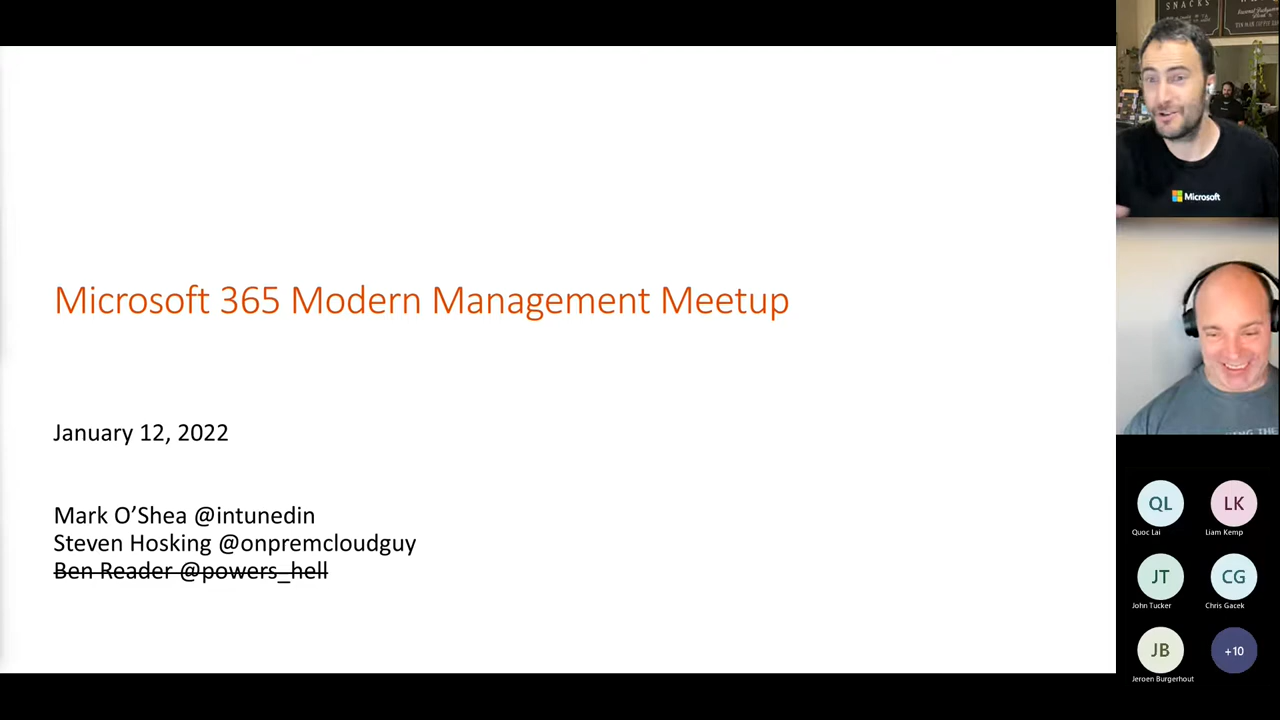 Microsoft 365 Modern Management Meetup
January 12, 2022
Mark O’Shea @intunedin
Steven Hosking @onpremcloudguy
Ben Reader @powers_hell
SNACKS
Microsoft
QL
LK
Quoc Lai
Liam Kemp
JT
CG
John Tucker
Chris Gacek
JB
+10
Jeroen Burgerhout